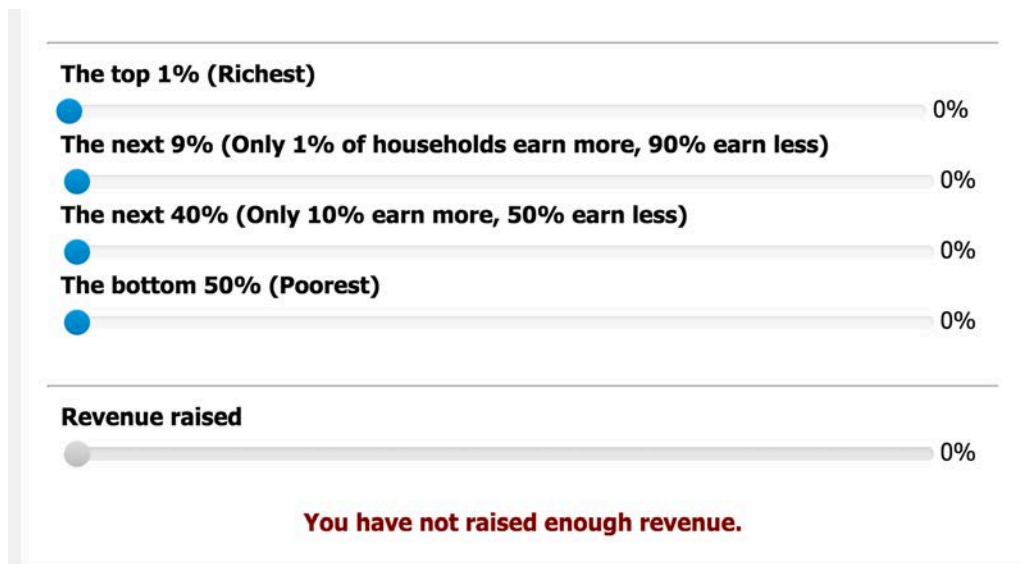 The top 1% (Richest)
0%
The next 9% (Only 1% of households earn more, 90% earn less)
0%
The next 40% (Only 10% earn more, 50% earn less)
0%
The bottom 50% (Poorest)
0%
Revenue raised
0%
You have not raised enough revenue.